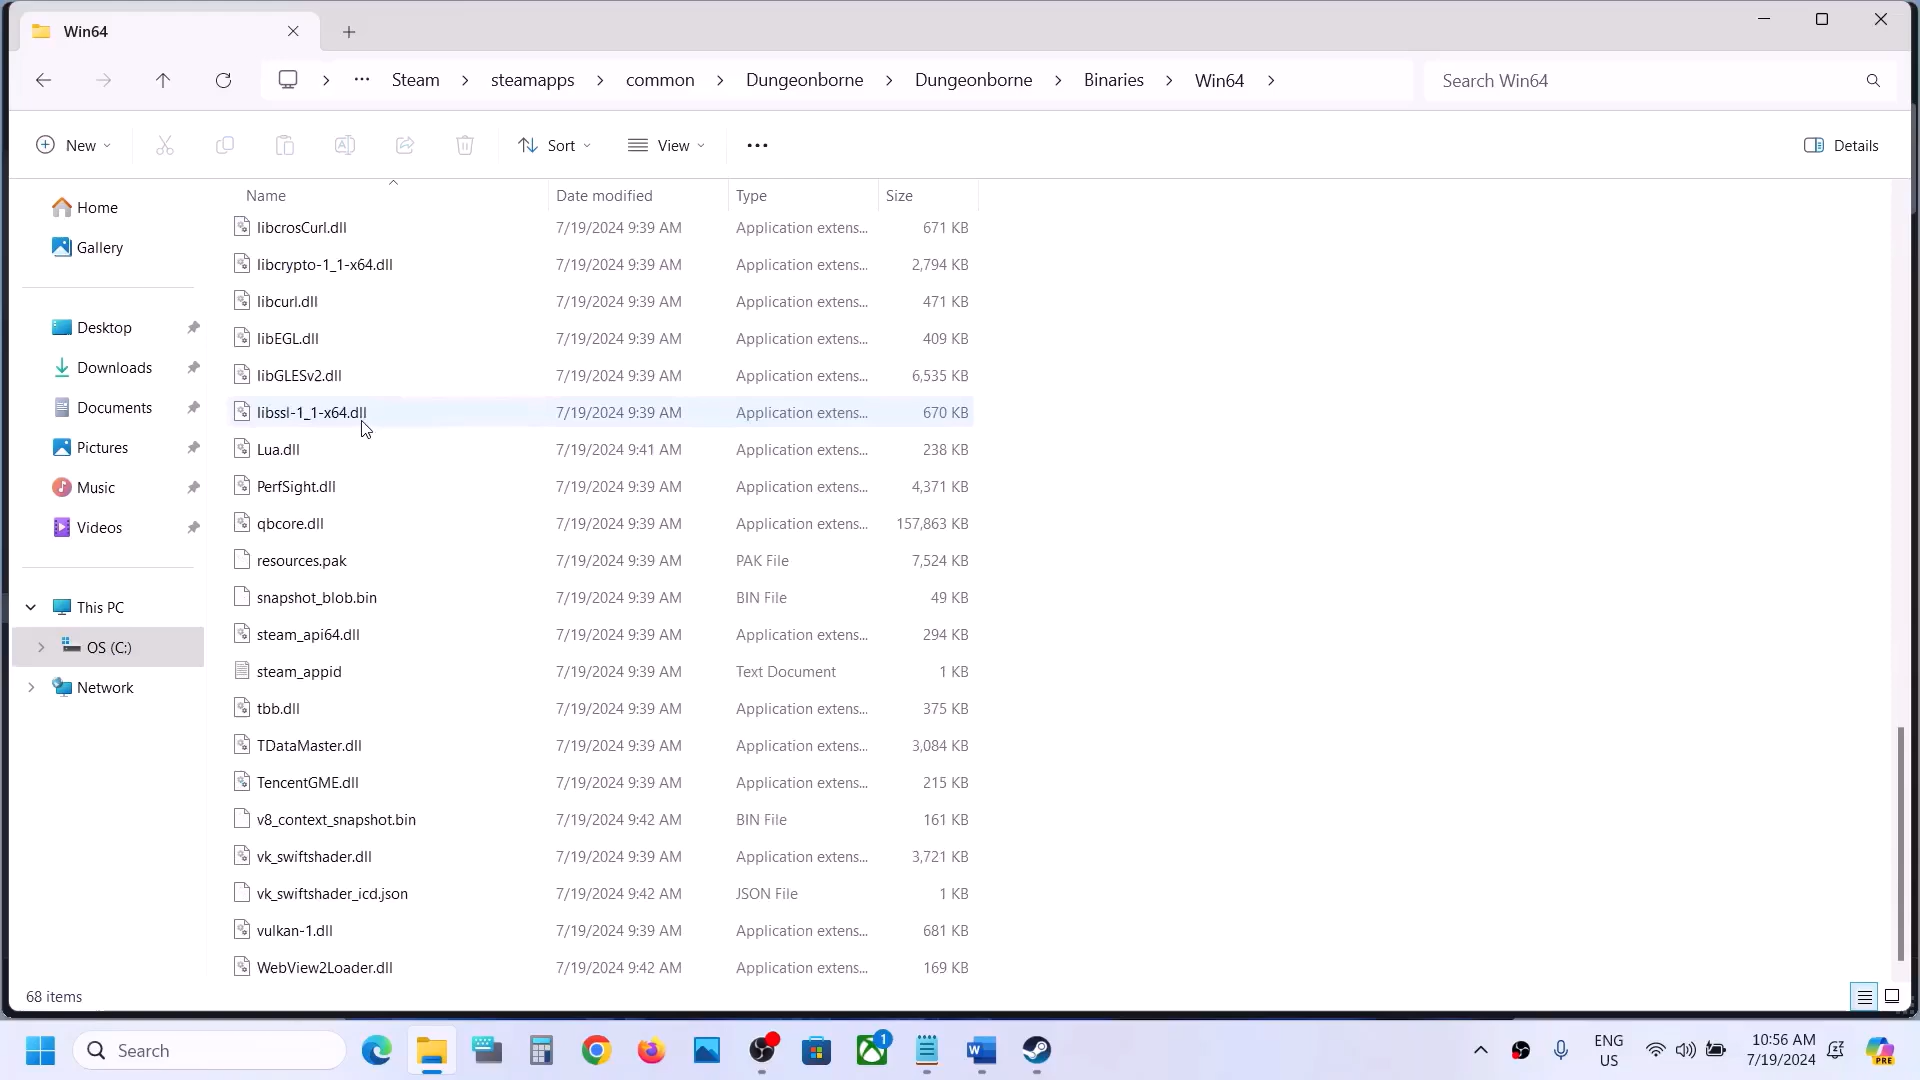 Win64
Steam > steamapps > common > Dungeonborne > Dungeonborne > Binaries > Win64 >
Search Win64
New
Sort
View
Details
Name Date modified Type Size
Home
Gallery
Desktop
Downloads
Documents
Pictures
Music
Videos
This PC
OS (C:)
Network
libcrosCurl.dll 7/19/2024 9:39 AM Application extens... 671 KB
libcrypto-1_1-x64.dll 7/19/2024 9:39 AM Application extens... 2,794 KB
libcurl.dll 7/19/2024 9:39 AM Application extens... 471 KB
libEGL.dll 7/19/2024 9:39 AM Application extens... 409 KB
libGLESv2.dll 7/19/2024 9:39 AM Application extens... 6,535 KB
libssl-1_1-x64.dll 7/19/2024 9:39 AM Application extens... 670 KB
Lua.dll 7/19/2024 9:41 AM Application extens... 238 KB
PerfSight.dll 7/19/2024 9:39 AM Application extens... 4,371 KB
qbcore.dll 7/19/2024 9:39 AM Application extens... 157,863 KB
resources.pak 7/19/2024 9:39 AM PAK File 7,524 KB
snapshot_blob.bin 7/19/2024 9:39 AM BIN File 49 KB
steam_api64.dll 7/19/2024 9:39 AM Application extens... 294 KB
steam_appid 7/19/2024 9:39 AM Text Document 1 KB
tbb.dll 7/19/2024 9:39 AM Application extens... 375 KB
TDataMaster.dll 7/19/2024 9:39 AM Application extens... 3,084 KB
TencentGME.dll 7/19/2024 9:39 AM Application extens... 215 KB
v8_context_snapshot.bin 7/19/2024 9:42 AM BIN File 161 KB
vk_swiftshader.dll 7/19/2024 9:39 AM Application extens... 3,721 KB
vk_swiftshader_icd.json 7/19/2024 9:42 AM JSON File 1 KB
vulkan-1.dll 7/19/2024 9:39 AM Application extens... 681 KB
WebView2Loader.dll 7/19/2024 9:42 AM Application extens... 169 KB
68 items
Search
1
ENG
US
10:56 AM
7/19/2024
PRE